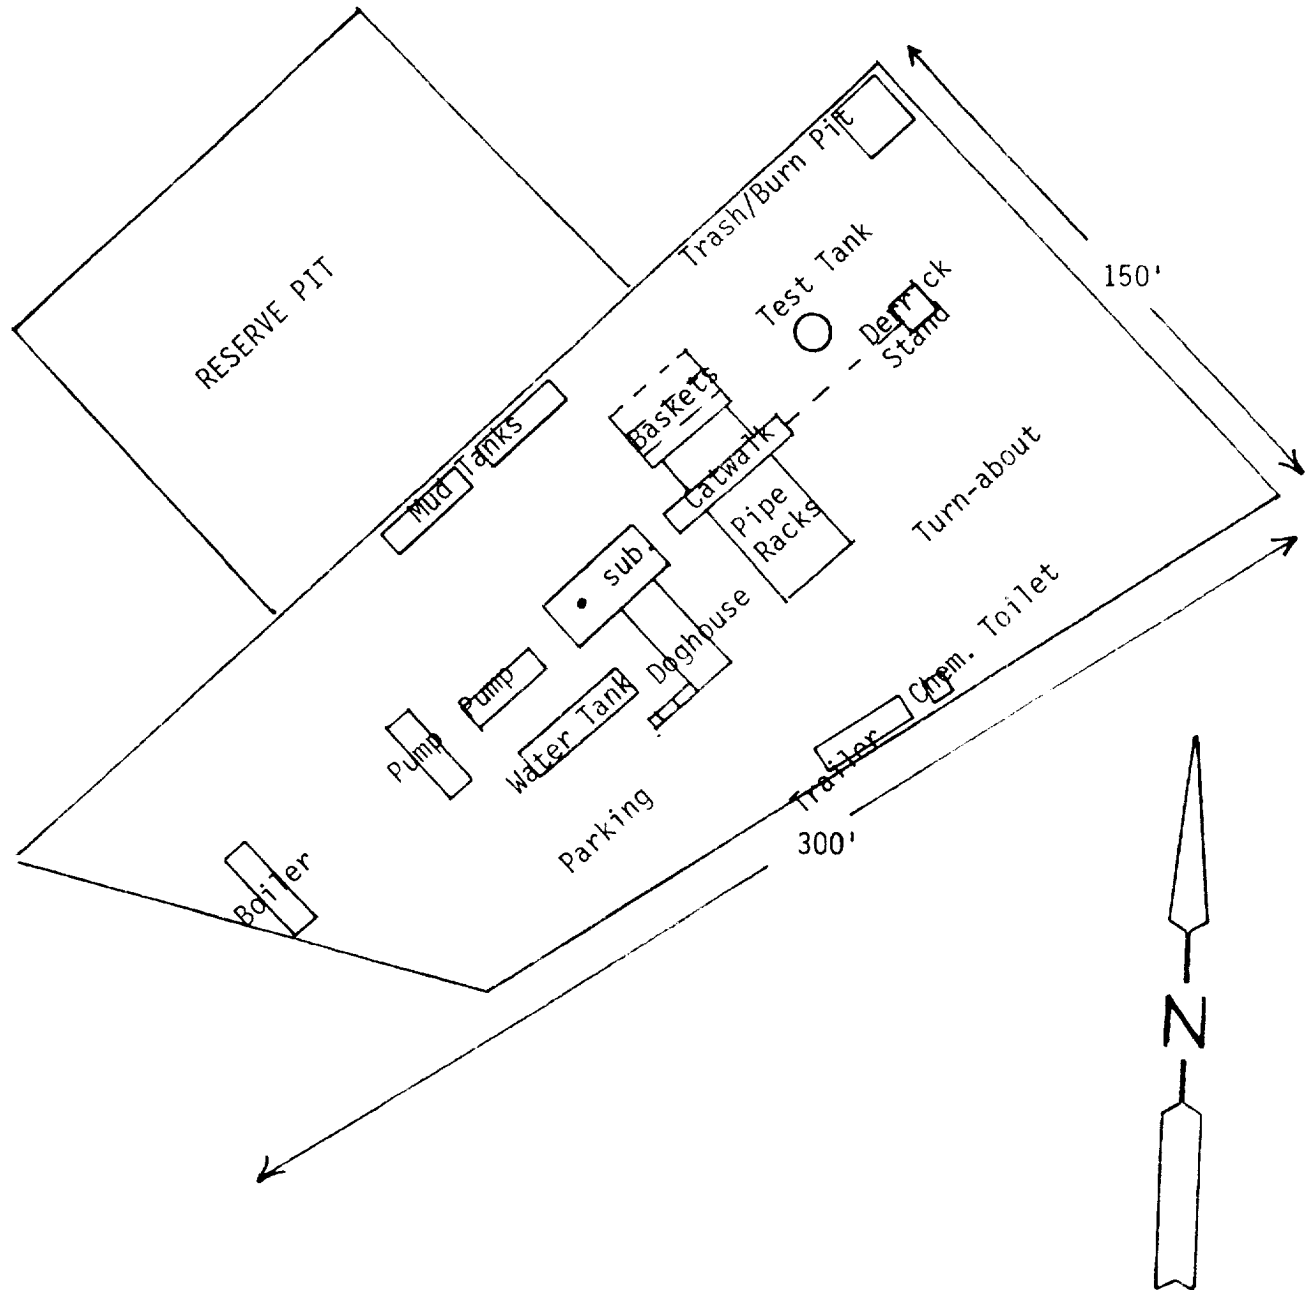 Trash/Burn Pit
Test Tank
Derrick
Stand
150'
RESERVE PIT
Baskets
Mud Tanks
Catwalk
Pipe
Racks
Turn-about
sub.
Doghouse
Chem. Toilet
Pump
Pump
Water Tank
Trailer
Parking
300'
Boiler
N